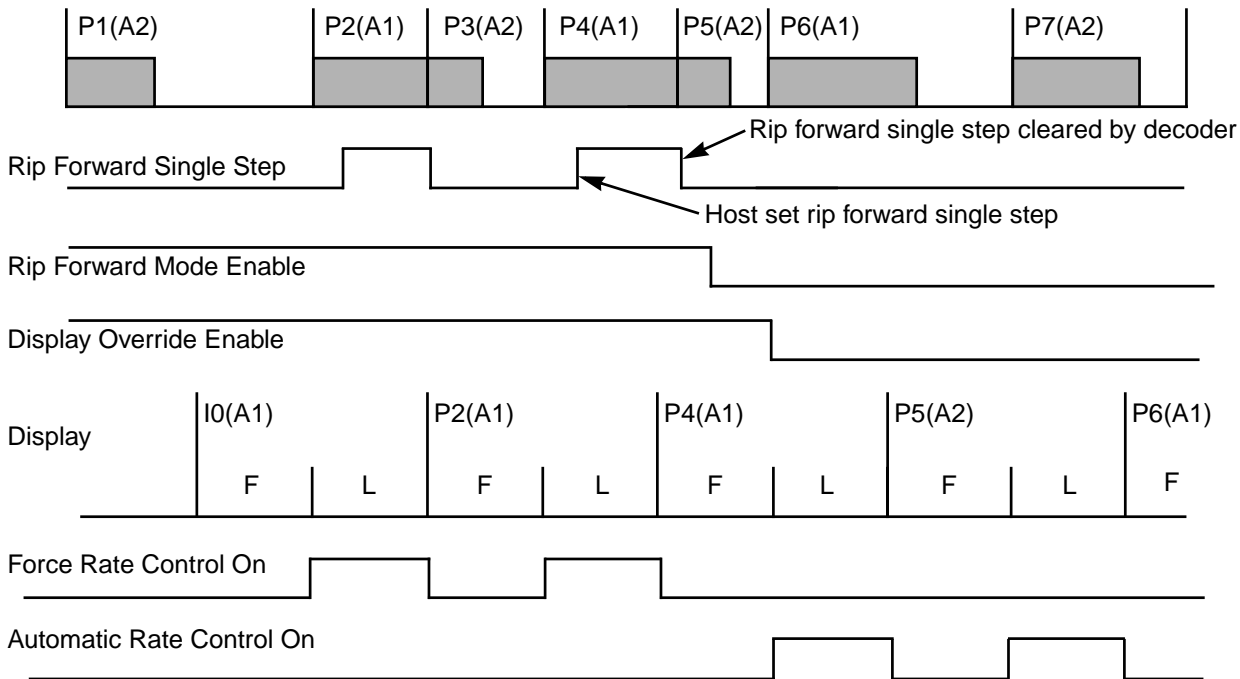 P1(A2) P2(A1) P3(A2) P4(A1) P5(A2) P6(A1) P7(A2)
Rip forward single step cleared by decoder
Rip Forward Single Step
Host set rip forward single step
Rip Forward Mode Enable
Display Override Enable
I0(A1) P2(A1) P4(A1) P5(A2) P6(A1)
Display
F L F L F L F L F
Force Rate Control On
Automatic Rate Control On